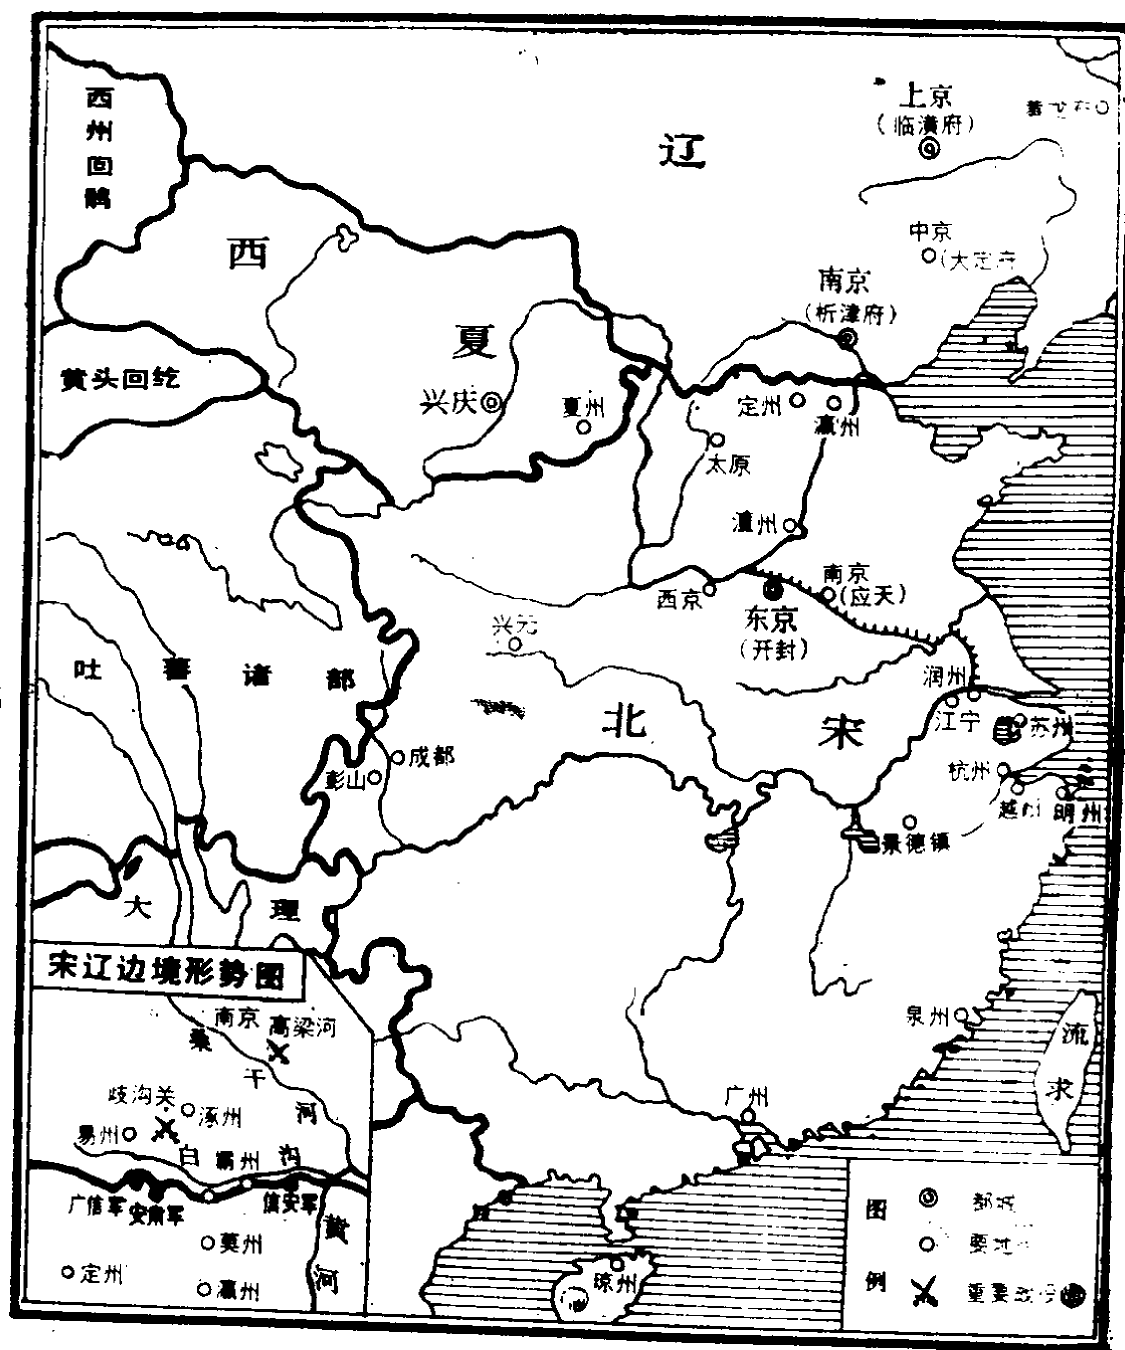 西州回鹘
辽
上京
(临潢府)
中京
(大定府
南京
(析津府)
西
夏
黄头回纥
兴庆
夏州
定州
瀛州
太原
澶州
西京
南京
(应天)
东京
(开封)
兴元
润州
江宁
苏州
杭州
越州
明州
景德镇
吐蕃诸部
北宋
成都
彭山
大理
泉州
流求
广州
琼州
宋辽边境形势图
南京
高梁河
桑干河
歧沟关
涿州
易州
白沟
霸州
广信军
安肃军
信安军
黄河
莫州
定州
瀛州
图例
都城
要地